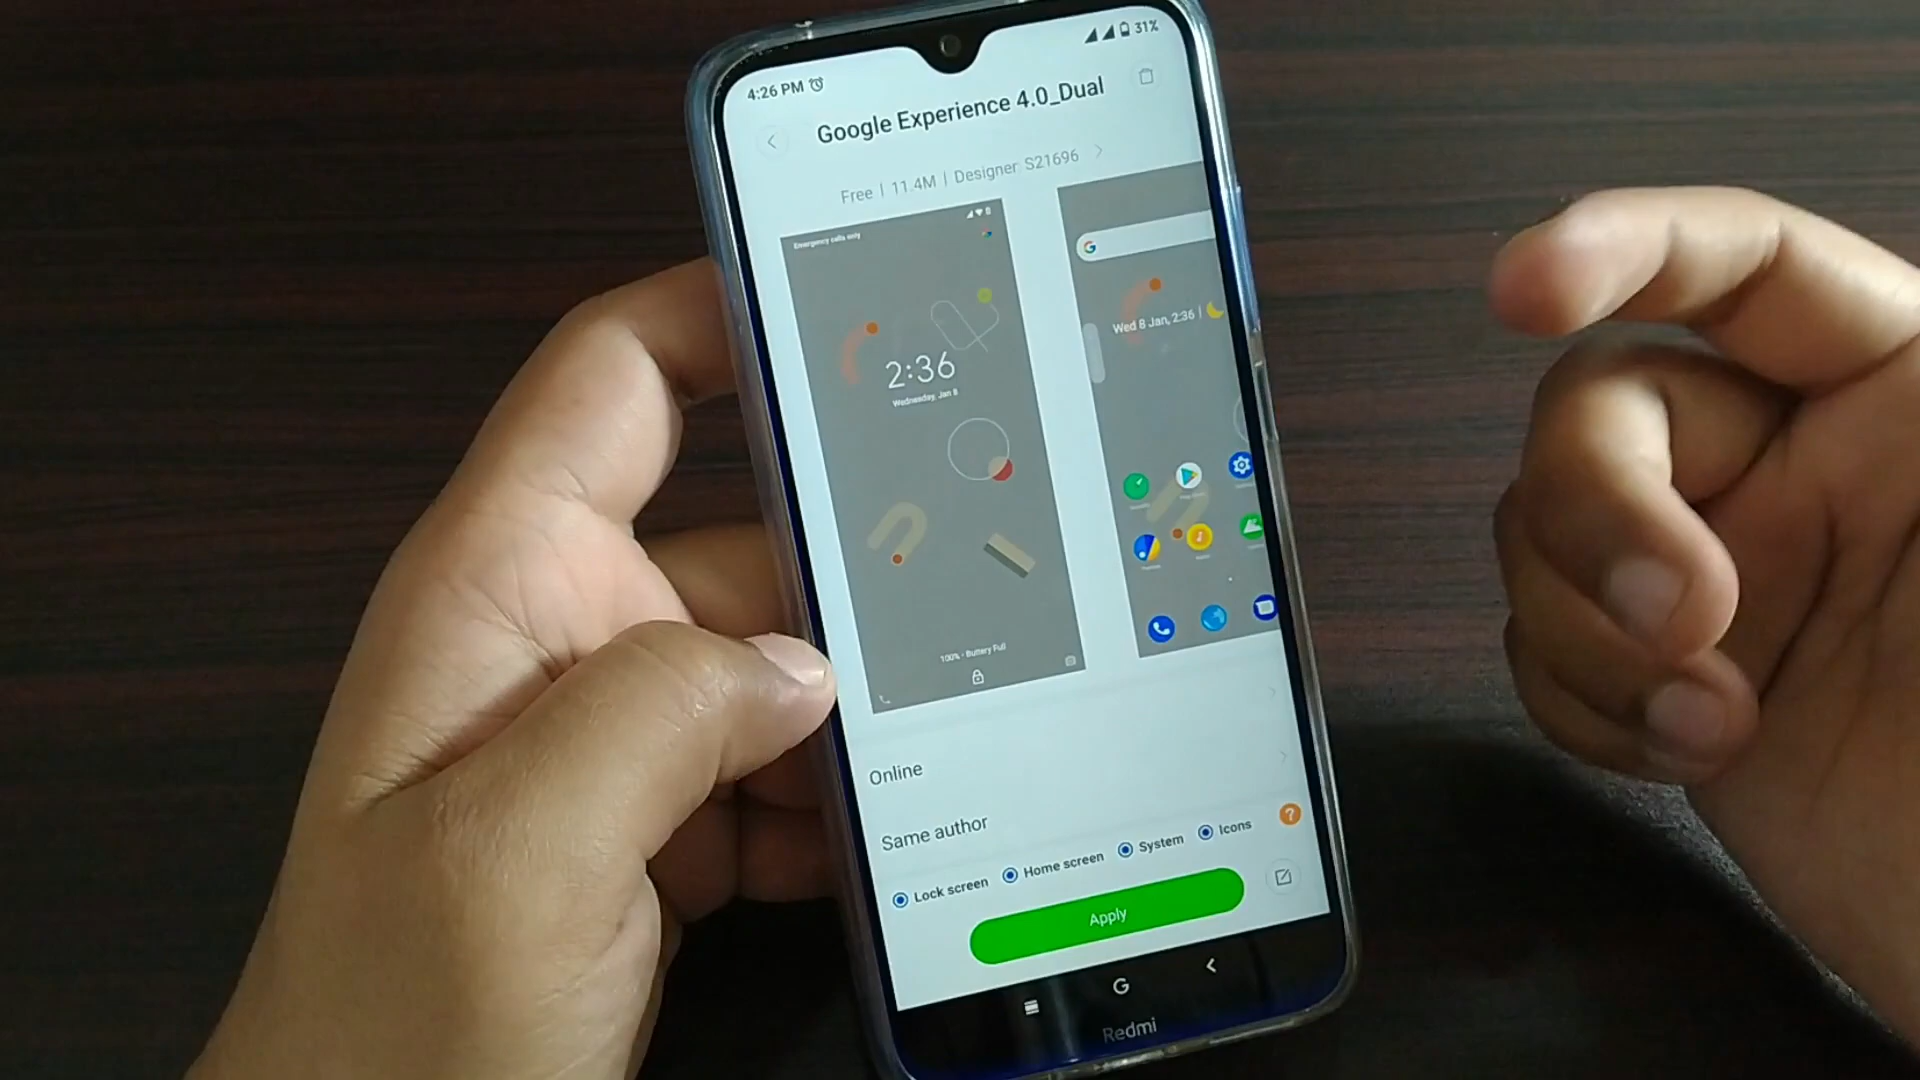 4:26 PM
31%
Google Experience 4.0_Dual
Free | 11.4M | Designer S21696
Emergency calls only
2:36
Wednesday, Jan 8
100% - Buttery Full
G
Wed 8 Jan, 2:36 |
Online
Same author
Lock screen
Home screen
System
Icons
?
Apply
G
Redmi